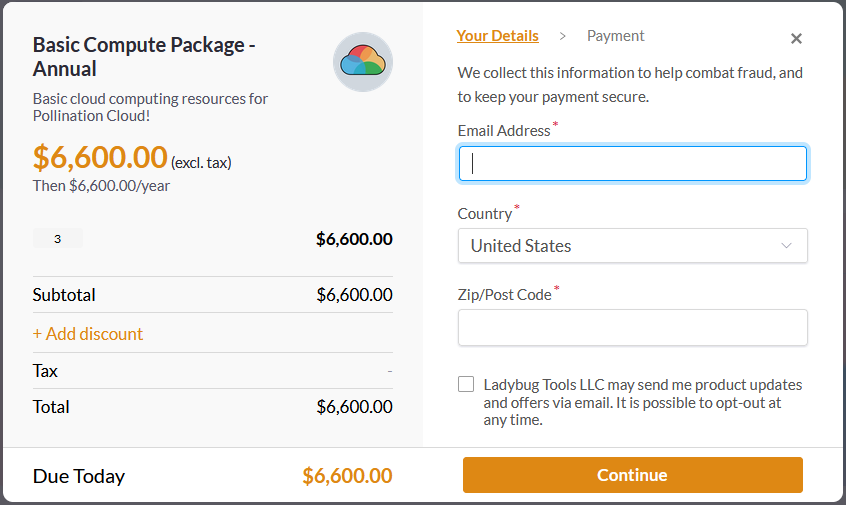 Basic Compute Package -
Annual
Basic cloud computing resources for
Pollination Cloud!
$6,600.00 (excl. tax)
Then $6,600.00/year
3 $6,600.00
Subtotal $6,600.00
+ Add discount
Tax -
Total $6,600.00
Due Today $6,600.00
Your Details > Payment ×
We collect this information to help combat fraud, and
to keep your payment secure.
Email Address*
Country*
United States
Zip/Post Code*
Ladybug Tools LLC may send me product updates
and offers via email. It is possible to opt-out at
any time.
Continue